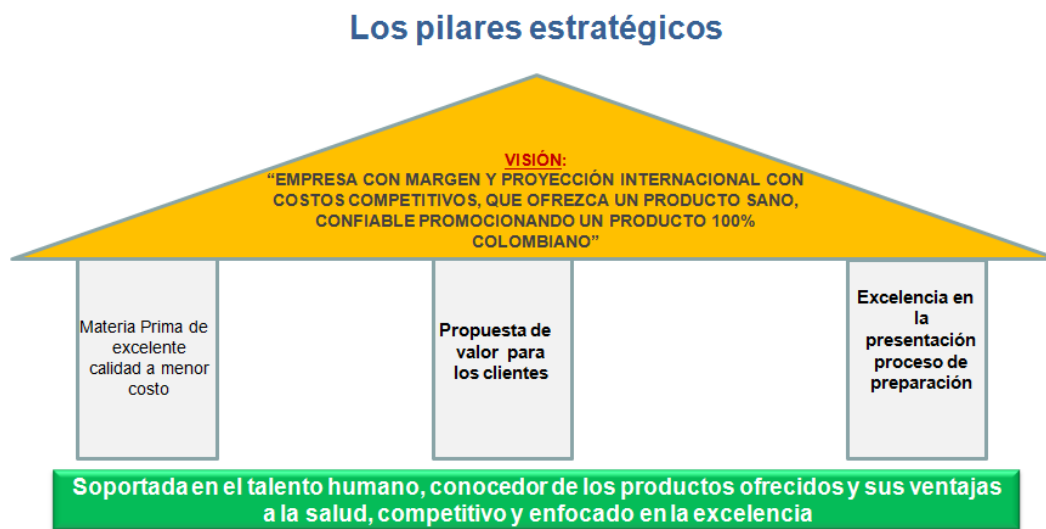 Los pilares estratégicos
VISIÓN:
“EMPRESA CON MARGEN Y PROYECCIÓN INTERNACIONAL CON
COSTOS COMPETITIVOS, QUE OFREZCA UN PRODUCTO SANO,
CONFIABLE PROMOCIONANDO UN PRODUCTO 100%
COLOMBIANO”
Materia Prima de
excelente
calidad a menor
costo
Propuesta de
valor para
los clientes
Excelencia en
la
presentación
proceso de
preparación
Soportada en el talento humano, conocedor de los productos ofrecidos y sus ventajas
a la salud, competitivo y enfocado en la excelencia